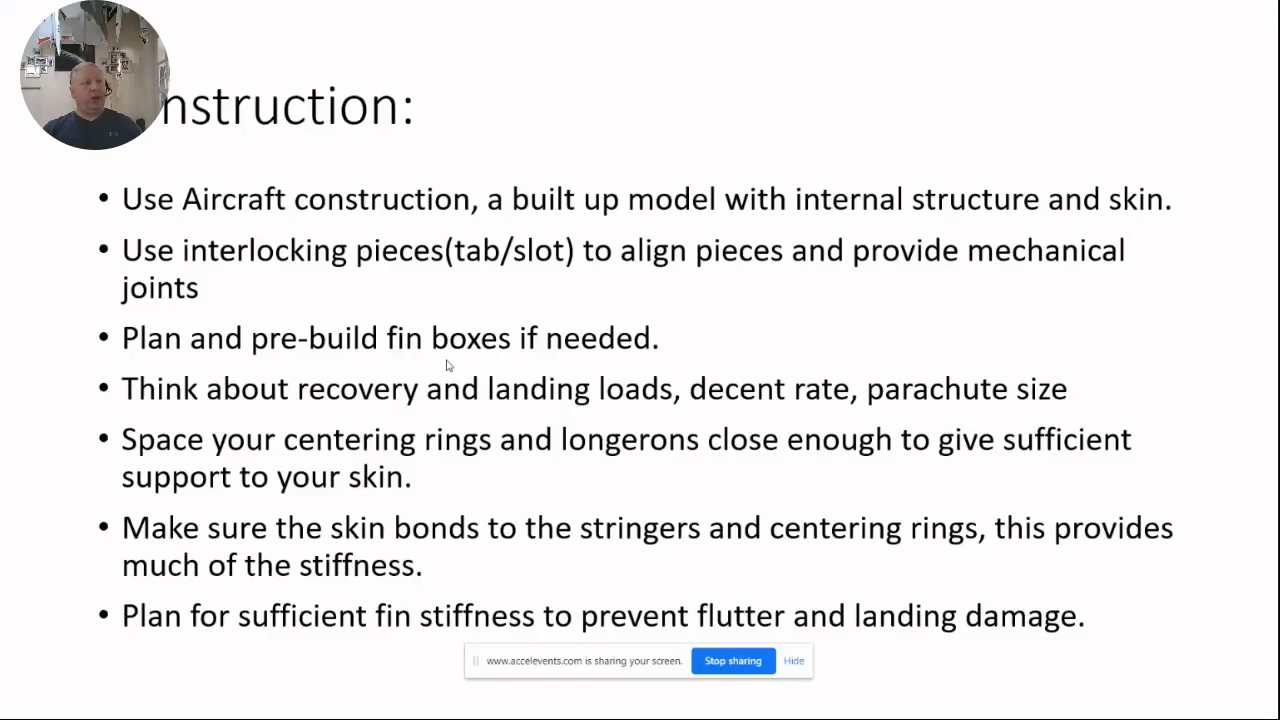 nstruction:
• Use Aircraft construction, a built up model with internal structure and skin.
• Use interlocking pieces(tab/slot) to align pieces and provide mechanical
joints
• Plan and pre-build fin boxes if needed.
• Think about recovery and landing loads, decent rate, parachute size
• Space your centering rings and longerons close enough to give sufficient
support to your skin.
• Make sure the skin bonds to the stringers and centering rings, this provides
much of the stiffness.
• Plan for sufficient fin stiffness to prevent flutter and landing damage.
www.accelevents.com is sharing your screen. Stop sharing Hide